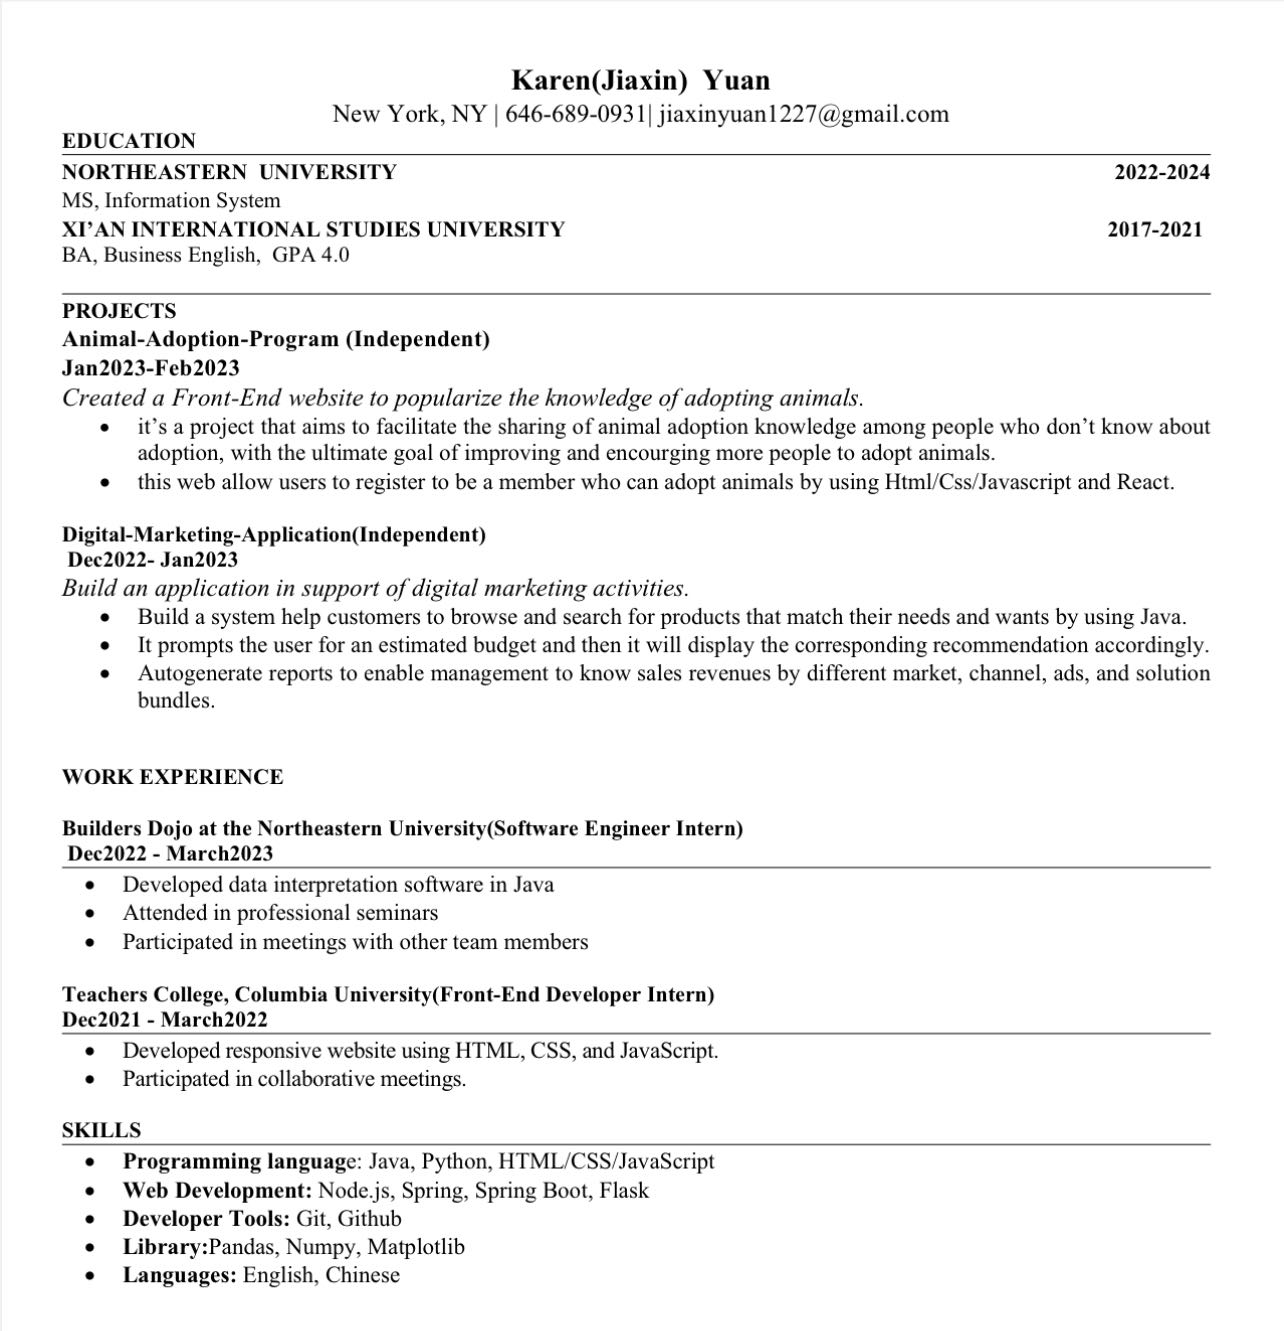 Karen(Jiaxin) Yuan
New York, NY | 646-689-0931| jiaxinyuan1227@gmail.com
EDUCATION
NORTHEASTERN UNIVERSITY 2022-2024
MS, Information System
XI’AN INTERNATIONAL STUDIES UNIVERSITY 2017-2021
BA, Business English, GPA 4.0
PROJECTS
Animal-Adoption-Program (Independent)
Jan2023-Feb2023
Created a Front-End website to popularize the knowledge of adopting animals.
• it’s a project that aims to facilitate the sharing of animal adoption knowledge among people who don’t know about
adoption, with the ultimate goal of improving and encourging more people to adopt animals.
• this web allow users to register to be a member who can adopt animals by using Html/Css/Javascript and React.
Digital-Marketing-Application(Independent)
Dec2022- Jan2023
Build an application in support of digital marketing activities.
• Build a system help customers to browse and search for products that match their needs and wants by using Java.
• It prompts the user for an estimated budget and then it will display the corresponding recommendation accordingly.
• Autogenerate reports to enable management to know sales revenues by different market, channel, ads, and solution
bundles.
WORK EXPERIENCE
Builders Dojo at the Northeastern University(Software Engineer Intern)
Dec2022 - March2023
• Developed data interpretation software in Java
• Attended in professional seminars
• Participated in meetings with other team members
Teachers College, Columbia University(Front-End Developer Intern)
Dec2021 - March2022
• Developed responsive website using HTML, CSS, and JavaScript.
• Participated in collaborative meetings.
SKILLS
• Programming language: Java, Python, HTML/CSS/JavaScript
• Web Development: Node.js, Spring, Spring Boot, Flask
• Developer Tools: Git, Github
• Library:Pandas, Numpy, Matplotlib
• Languages: English, Chinese